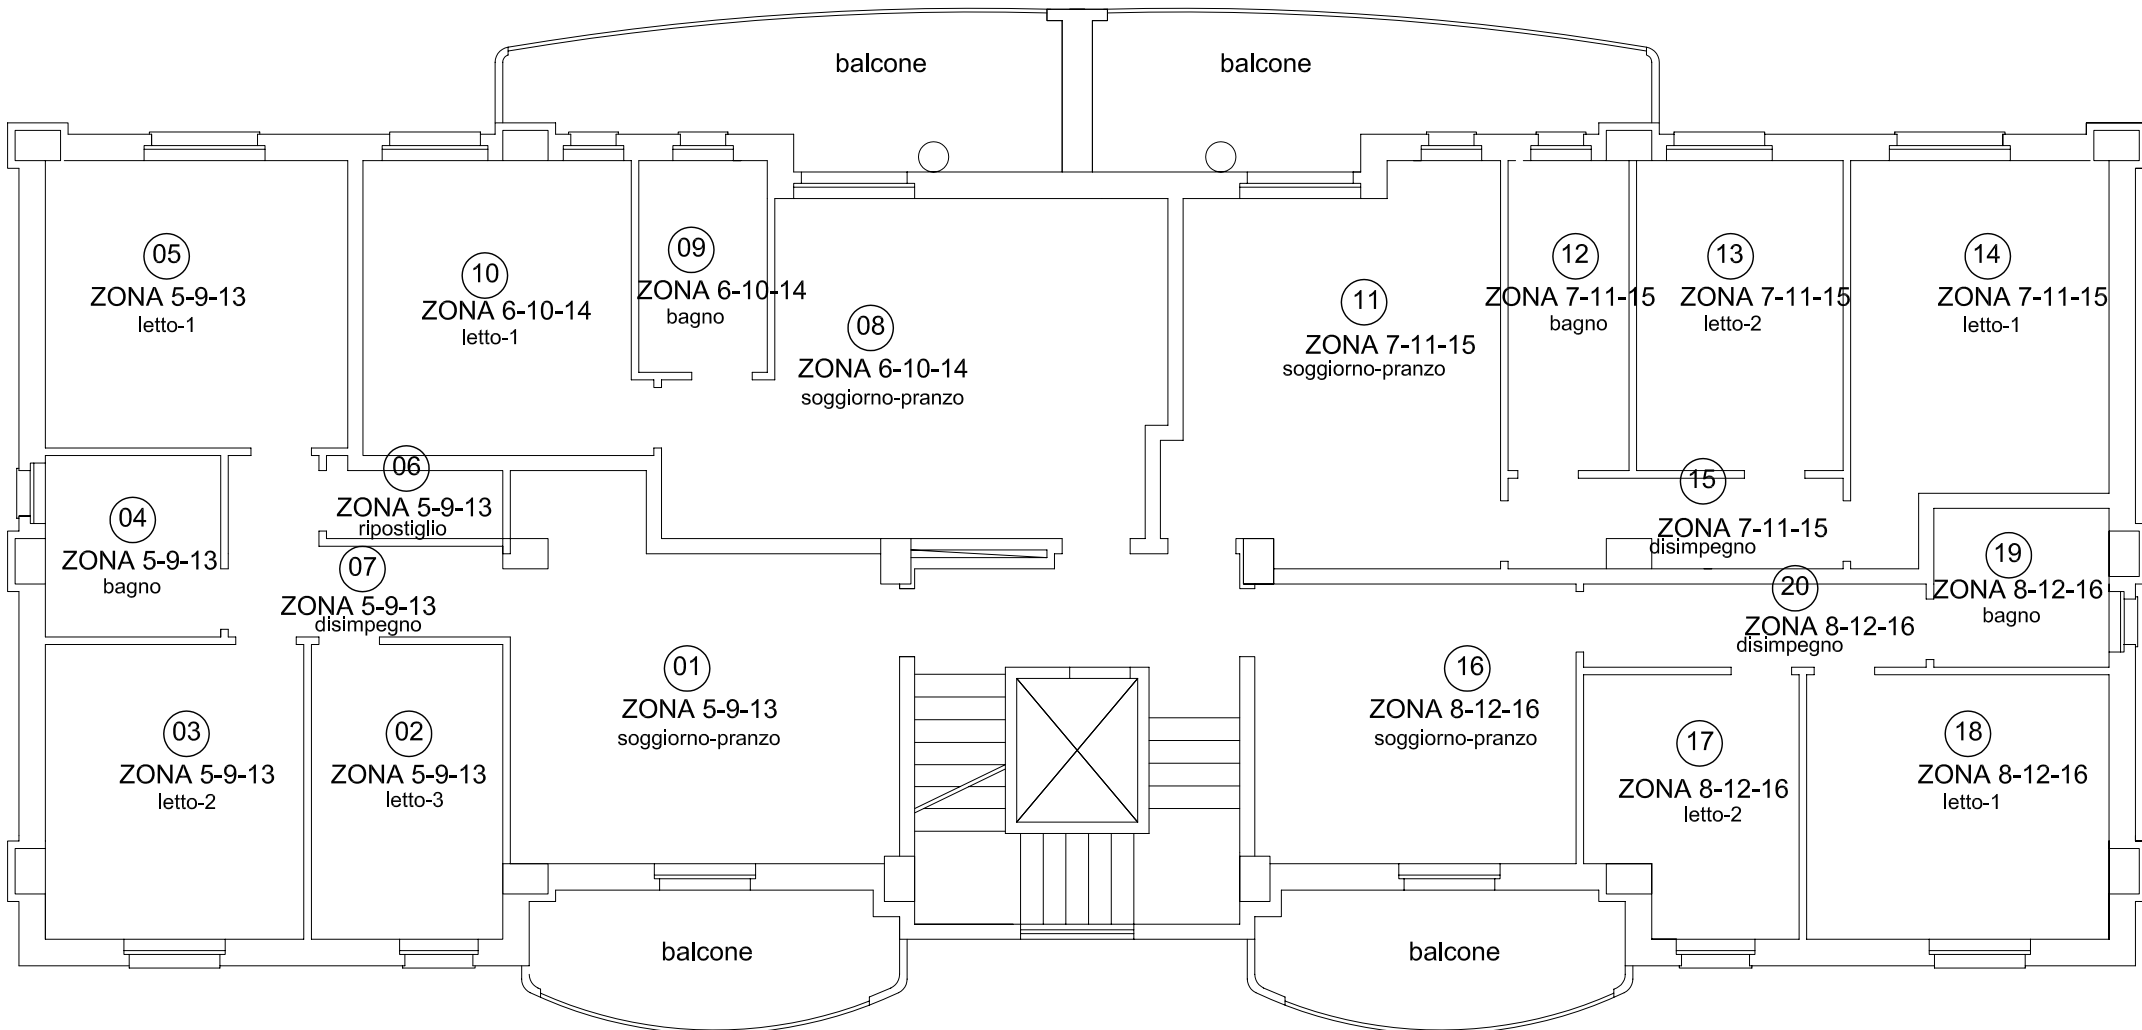 balcone
balcone
05
ZONA 5-9-13
letto-1
10
ZONA 6-10-14
letto-1
09
ZONA 6-10-14
bagno
08
ZONA 6-10-14
soggiorno-pranzo
11
ZONA 7-11-15
soggiorno-pranzo
12
ZONA 7-11-15
bagno
13
ZONA 7-11-15
letto-2
14
ZONA 7-11-15
letto-1
04
ZONA 5-9-13
bagno
06
ZONA 5-9-13
ripostiglio
07
ZONA 5-9-13
disimpegno
15
ZONA 7-11-15
disimpegno
19
ZONA 8-12-16
bagno
20
ZONA 8-12-16
disimpegno
03
ZONA 5-9-13
letto-2
02
ZONA 5-9-13
letto-3
01
ZONA 5-9-13
soggiorno-pranzo
16
ZONA 8-12-16
soggiorno-pranzo
17
ZONA 8-12-16
letto-2
18
ZONA 8-12-16
letto-1
balcone
balcone